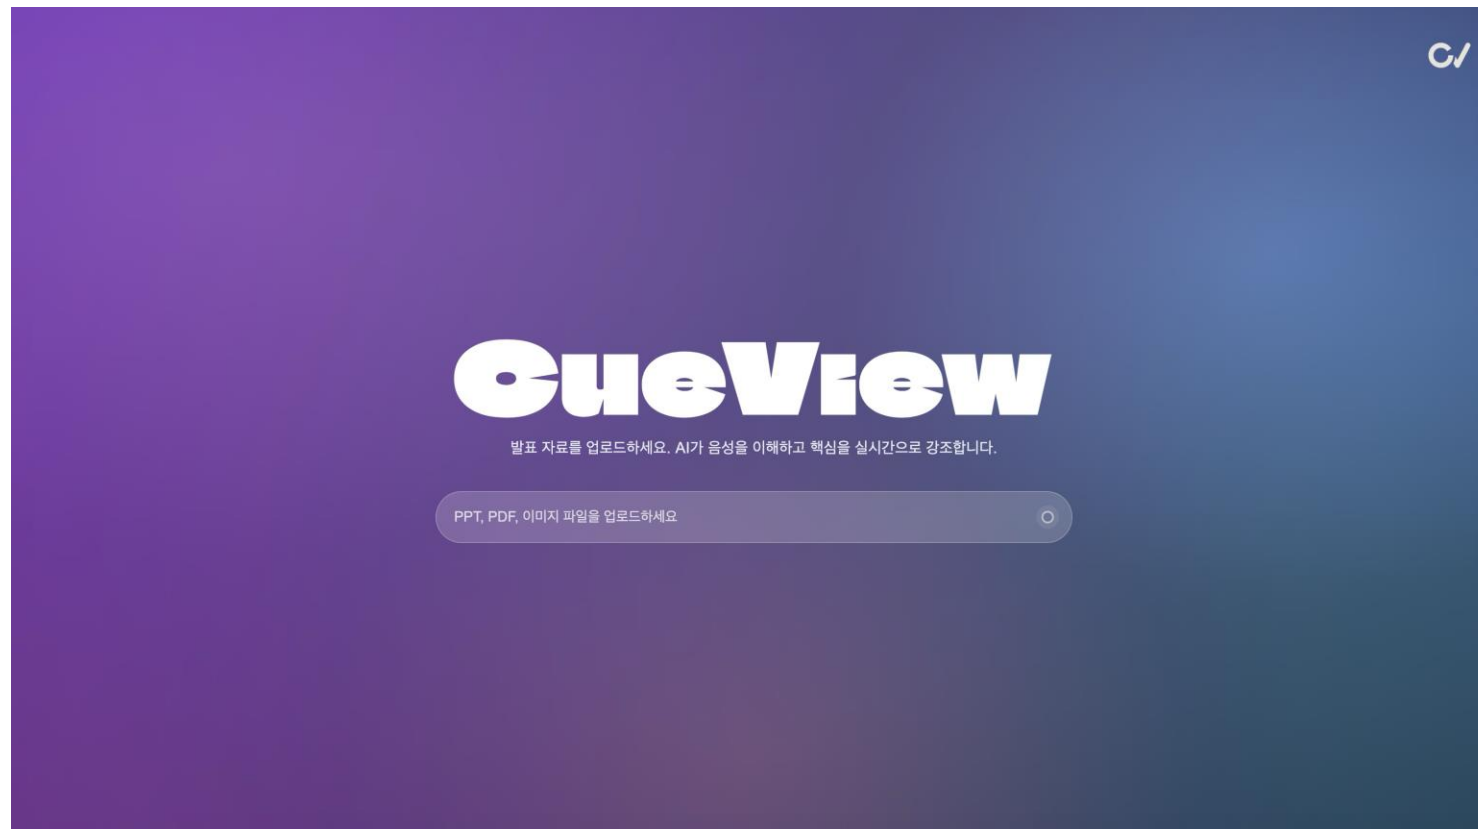 CV
CueView
발표 자료를 업로드하세요. AI가 음성을 이해하고 핵심을 실시간으로 강조합니다.
PPT, PDF, 이미지 파일을 업로드하세요